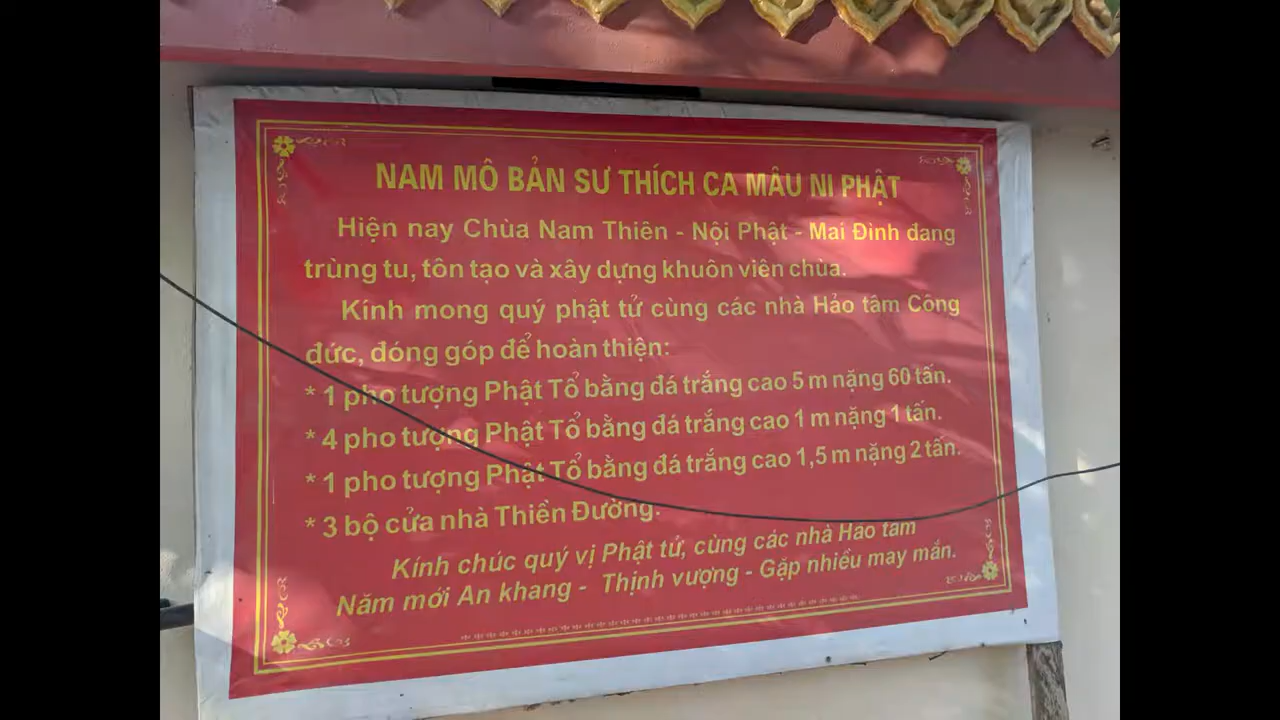 NAM MÔ BẢN SƯ THÍCH CA MÂU NI PHẬT
Hiện nay Chùa Nam Thiên - Nội Phật - Mai Đình đang
trùng tu, tôn tạo và xây dựng khuôn viên chùa.
Kính mong quý phật tử cùng các nhà Hảo tâm Công
đức, đóng góp để hoàn thiện:
* 1 pho tượng Phật Tổ bằng đá trắng cao 5 m nặng 60 tấn.
* 4 pho tượng Phật Tổ bằng đá trắng cao 1 m nặng 1 tấn.
* 1 pho tượng Phật Tổ bằng đá trắng cao 1,5 m nặng 2 tấn.
* 3 bộ cửa nhà Thiền Đường.
Kính chúc quý vị Phật tử, cùng các nhà Hảo tâm
Năm mới An khang - Thịnh vượng - Gặp nhiều may mắn.